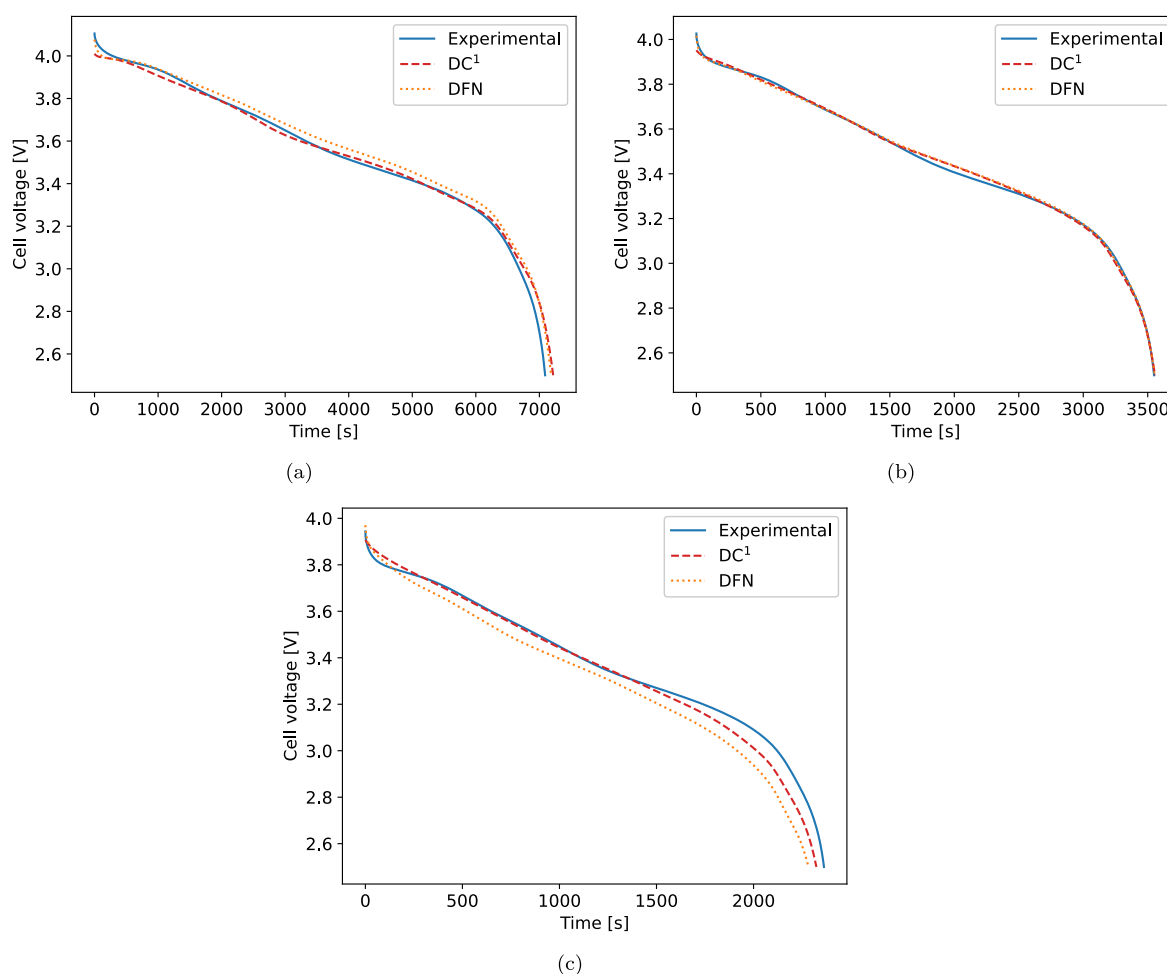 4.0
3.8
3.6
3.4
3.2
3.0
2.8
2.6
Cell voltage [V]
0 1000 2000 3000 4000 5000 6000 7000
Time [s]
Experimental
DC¹
DFN
(a)
4.0
3.8
3.6
3.4
3.2
3.0
2.8
2.6
Cell voltage [V]
0 500 1000 1500 2000 2500 3000 3500
Time [s]
Experimental
DC¹
DFN
(b)
4.0
3.8
3.6
3.4
3.2
3.0
2.8
2.6
Cell voltage [V]
0 500 1000 1500 2000
Time [s]
Experimental
DC¹
DFN
(c)